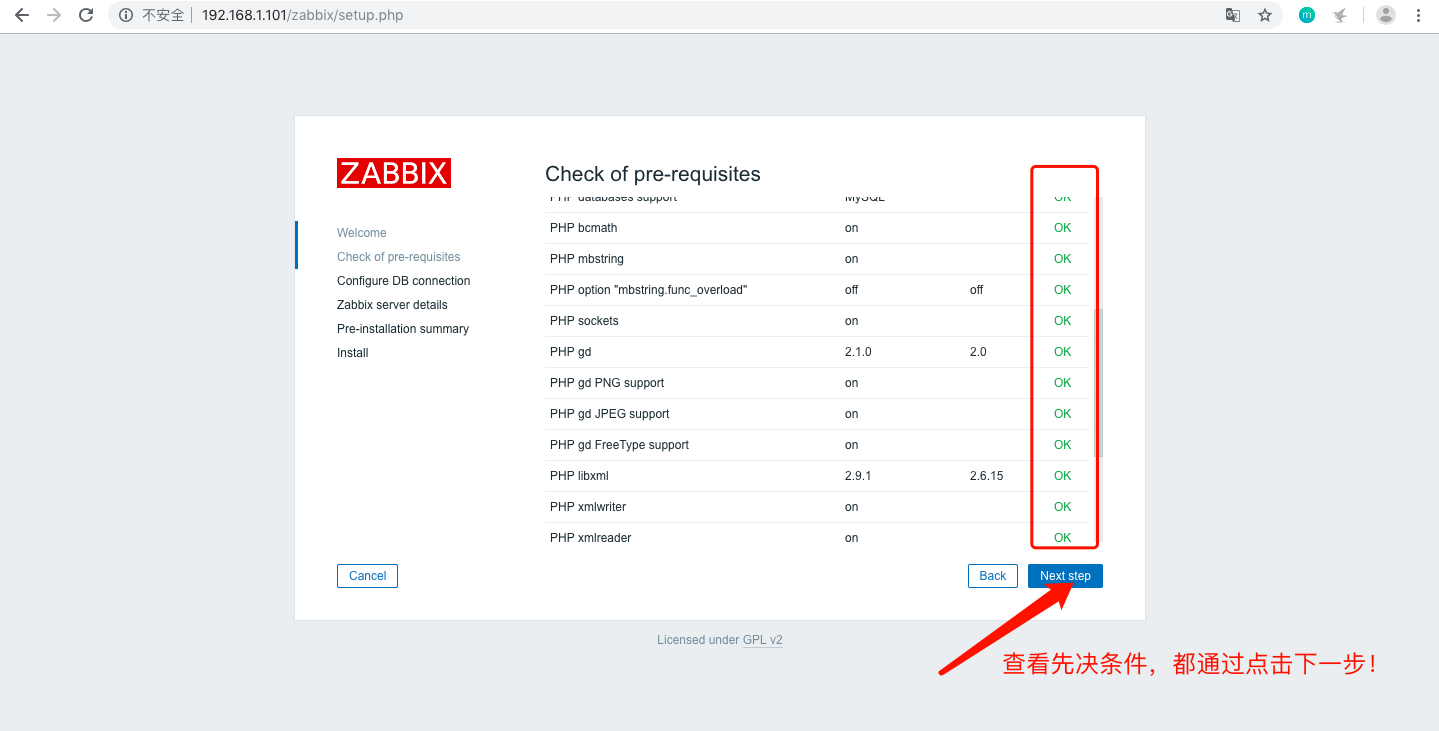 不安全 192.168.1.101/zabbix/setup.php
ZABBIX
Welcome
Check of pre-requisites
Configure DB connection
Zabbix server details
Pre-installation summary
Install
Check of pre-requisites
PHP databases support MySQL OK
PHP bcmath on OK
PHP mbstring on OK
PHP option "mbstring.func_overload" off off OK
PHP sockets on OK
PHP gd 2.1.0 2.0 OK
PHP gd PNG support on OK
PHP gd JPEG support on OK
PHP gd FreeType support on OK
PHP libxml 2.9.1 2.6.15 OK
PHP xmlwriter on OK
PHP xmlreader on OK
Cancel Back Next step
Licensed under GPL v2
查看先决条件，都通过点击下一步！